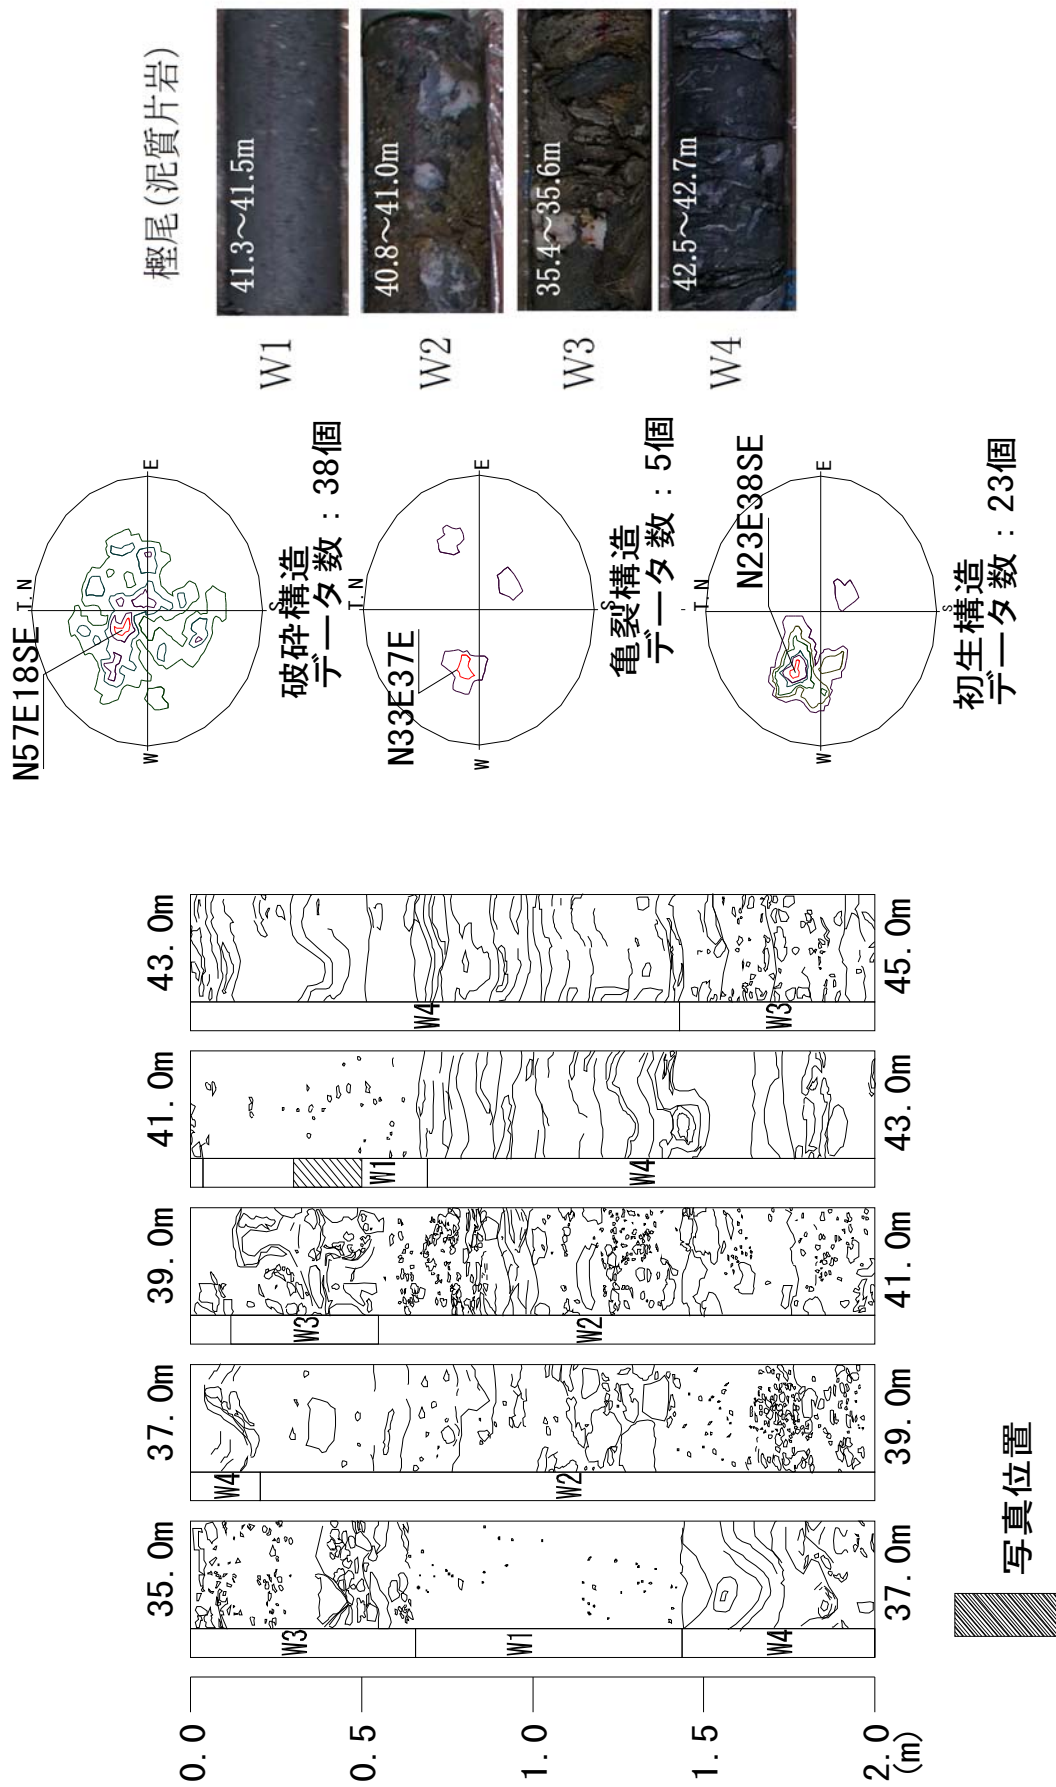 樫尾(泥質片岩)
W1
41.3～41.5m
W2
40.8～41.0m
W3
35.4～35.6m
W4
42.5～42.7m
N57E18SE
T.N
E
S
W
破砕構造
データ数：38個
N33E37E
T.N
E
S
W
亀裂構造
データ数：5個
N23E38SE
T.N
E
S
W
初生構造
データ数：23個
0.0
0.5
1.0
1.5
2.0
(m)
35.0m
W3
W1
W4
37.0m
37.0m
W4
W2
39.0m
39.0m
W3
W2
41.0m
41.0m
W1
W4
43.0m
43.0m
W4
W3
45.0m
写真位置